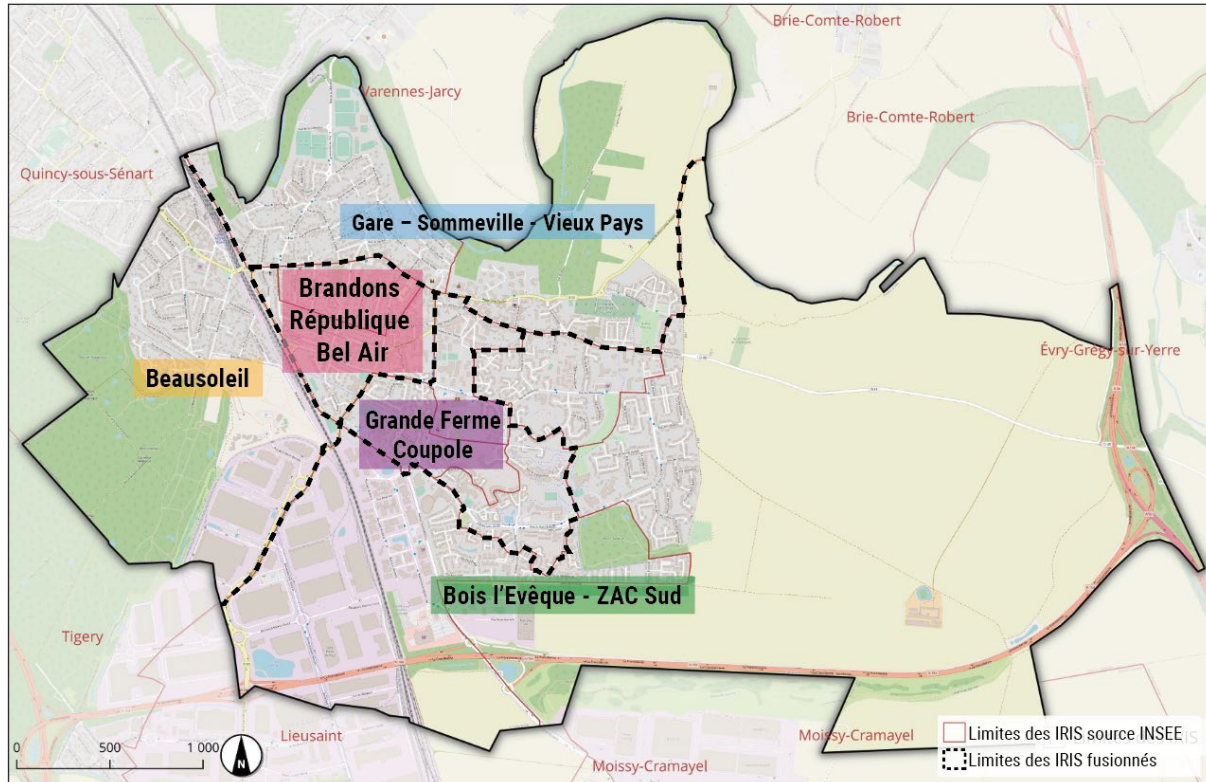 Brie-Comte-Robert
Varennes-Jarcy
Brie-Comte-Robert
Quincy-sous-Sénart
Gare – Sommeville - Vieux Pays
Brandons
République
Bel Air
Évry-Grégy-sur-Yerre
Beausoleil
Grande Ferme
Coupole
Bois l'Evêque - ZAC Sud
Tigery
Lieusaint
Moissy-Cramayel
Moissy-Cramayel
0 500 1 000
N
Limites des IRIS source INSEE
Limites des IRIS fusionnés